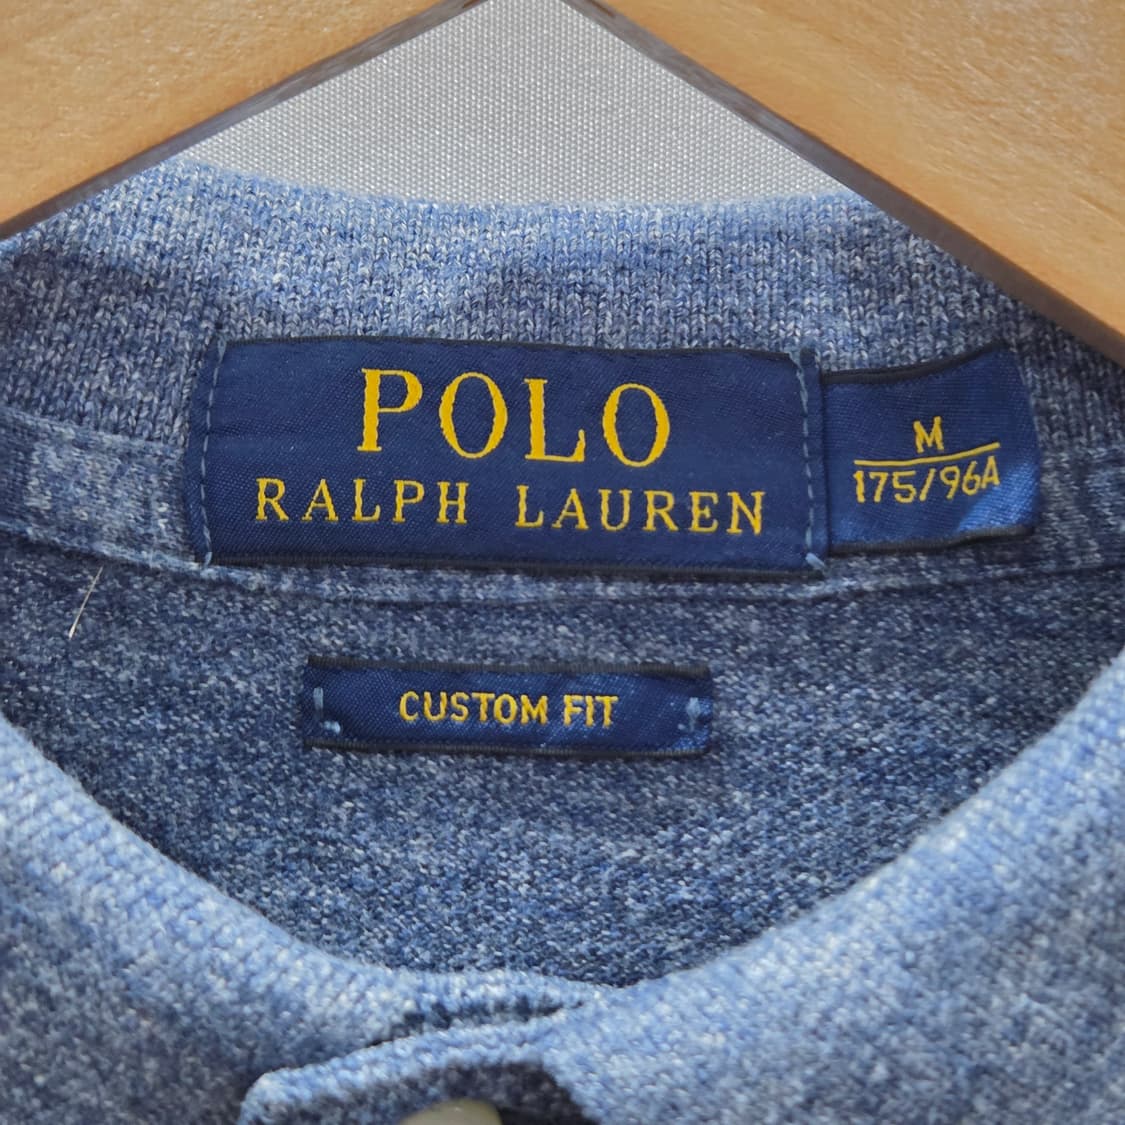 POLO
RALPH LAUREN
M
175/96A
CUSTOM FIT